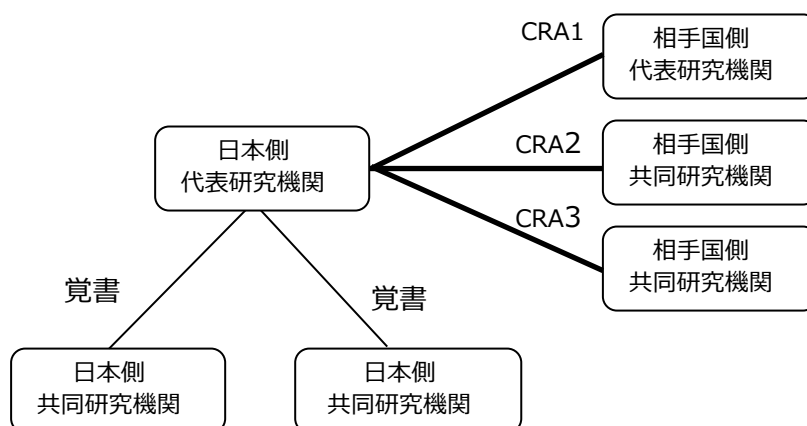 CRA1
相手国側
代表研究機関
日本側
代表研究機関
CRA2
相手国側
共同研究機関
CRA3
相手国側
共同研究機関
覚書
覚書
日本側
共同研究機関
日本側
共同研究機関